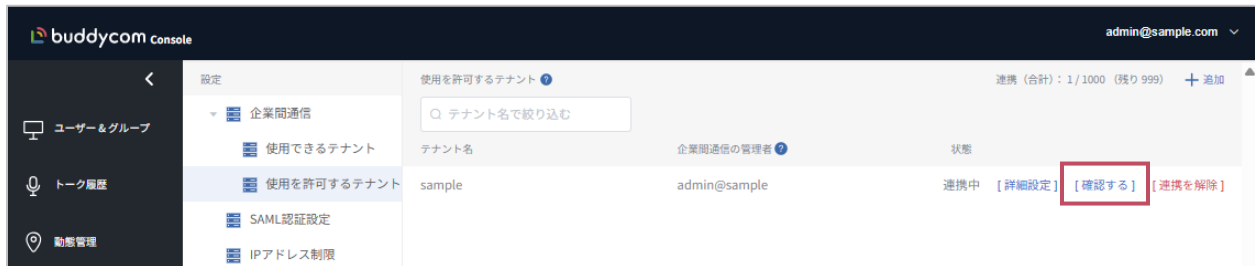 buddycom Console
admin@sample.com
設定
使用を許可するテナント ?
連携（合計）: 1 / 1000 （残り 999）
＋ 追加
ユーザー＆グループ
企業間通信
テナント名で絞り込む
使用できるテナント
テナント名
企業間通信の管理者 ?
状態
トーク履歴
使用を許可するテナント
sample
admin@sample
連携中
[ 詳細設定 ]
[ 確認する ]
[ 連携を解除 ]
SAML認証設定
動態管理
IPアドレス制限